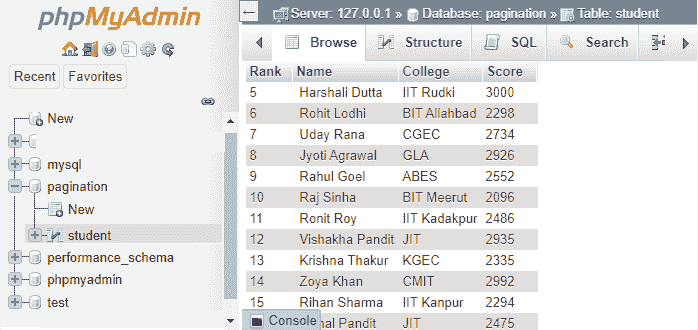 phpMyAdmin
Recent Favorites
New
mysql
pagination
New
student
performance_schema
phpmyadmin
test
Server: 127.0.0.1 » Database: pagination » Table: student
Browse Structure SQL Search
Rank Name College Score
5 Harshali Dutta IIT Rudki 3000
6 Rohit Lodhi BIT Allahbad 2298
7 Uday Rana CGEC 2734
8 Jyoti Agrawal GLA 2926
9 Rahul Goel ABES 2552
10 Raj Sinha BIT Meerut 2096
11 Ronit Roy IIT Kadakpur 2486
12 Vishakha Pandit JIT 2935
13 Krishna Thakur KGEC 2335
14 Zoya Khan CMIT 2992
15 Rihan Sharma IIT Kanpur 2294
Pandit JIT 2475
Console